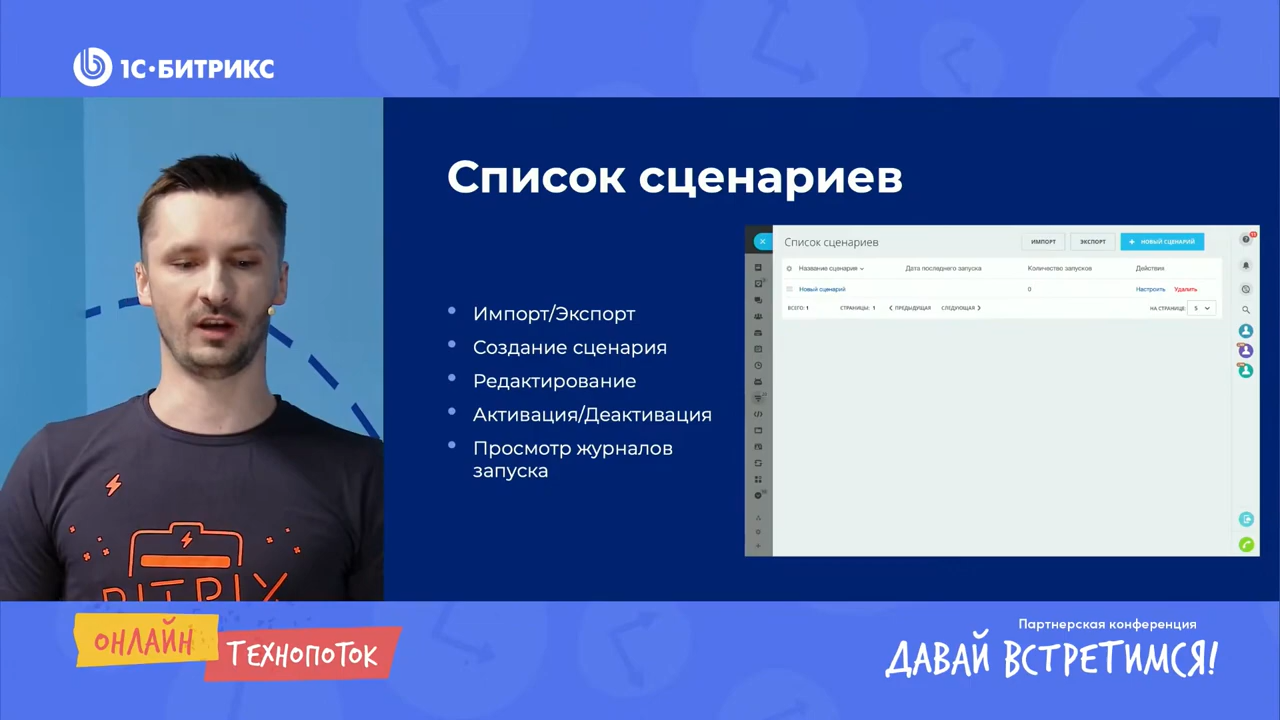 1С•БИТРИКС
Список сценариев
Импорт/Экспорт
Создание сценария
Редактирование
Активация/Деактивация
Просмотр журналов
запуска
Список сценариев
ИМПОРТ
ЭКСПОРТ
+ НОВЫЙ СЦЕНАРИЙ
Название сценария
Дата последнего запуска
Количество запусков
Действия
Новый сценарий
0
Настроить
Удалить
ВСЕГО: 1
СТРАНИЦЫ: 1
ПРЕДЫДУЩАЯ
СЛЕДУЮЩАЯ
НА СТРАНИЦЕ:
5
BITRIX
ОНЛАЙН
ТЕХНОПОТОК
Партнерская конференция
ДАВАЙ ВСТРЕТИМСЯ!